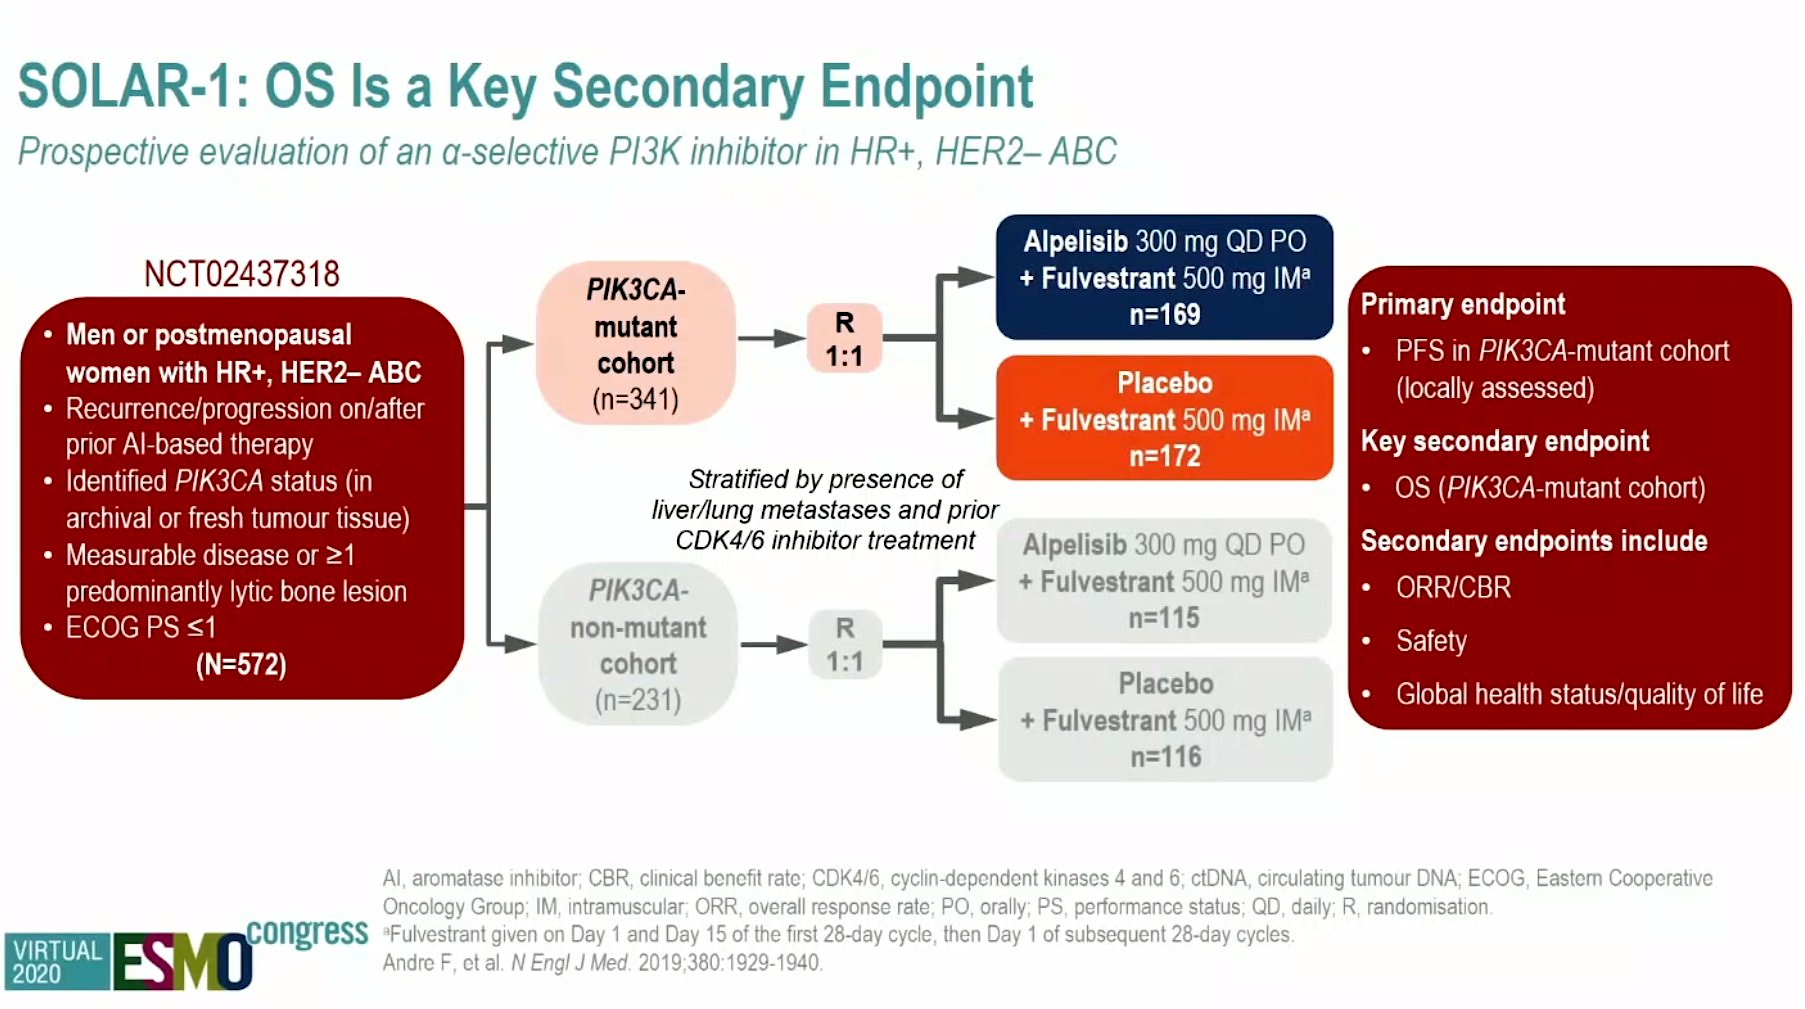 SOLAR-1: OS Is a Key Secondary Endpoint
Prospective evaluation of an α-selective PI3K inhibitor in HR+, HER2– ABC
NCT02437318
• Men or postmenopausal
women with HR+, HER2– ABC
• Recurrence/progression on/after
prior AI-based therapy
• Identified PIK3CA status (in
archival or fresh tumour tissue)
• Measurable disease or ≥1
predominantly lytic bone lesion
• ECOG PS ≤1
(N=572)
PIK3CA-
mutant
cohort
(n=341)
R
1:1
Alpelisib 300 mg QD PO
+ Fulvestrant 500 mg IMª
n=169
Placebo
+ Fulvestrant 500 mg IMª
n=172
Stratified by presence of
liver/lung metastases and prior
CDK4/6 inhibitor treatment
PIK3CA-
non-mutant
cohort
(n=231)
R
1:1
Alpelisib 300 mg QD PO
+ Fulvestrant 500 mg IMª
n=115
Placebo
+ Fulvestrant 500 mg IMª
n=116
Primary endpoint
• PFS in PIK3CA-mutant cohort
(locally assessed)
Key secondary endpoint
• OS (PIK3CA-mutant cohort)
Secondary endpoints include
• ORR/CBR
• Safety
• Global health status/quality of life
AI, aromatase inhibitor; CBR, clinical benefit rate; CDK4/6, cyclin-dependent kinases 4 and 6; ctDNA, circulating tumour DNA; ECOG, Eastern Cooperative
Oncology Group; IM, intramuscular; ORR, overall response rate; PO, orally; PS, performance status; QD, daily; R, randomisation.
ªFulvestrant given on Day 1 and Day 15 of the first 28-day cycle, then Day 1 of subsequent 28-day cycles.
Andre F, et al. N Engl J Med. 2019;380:1929-1940.
VIRTUAL
2020
ESMO
congress